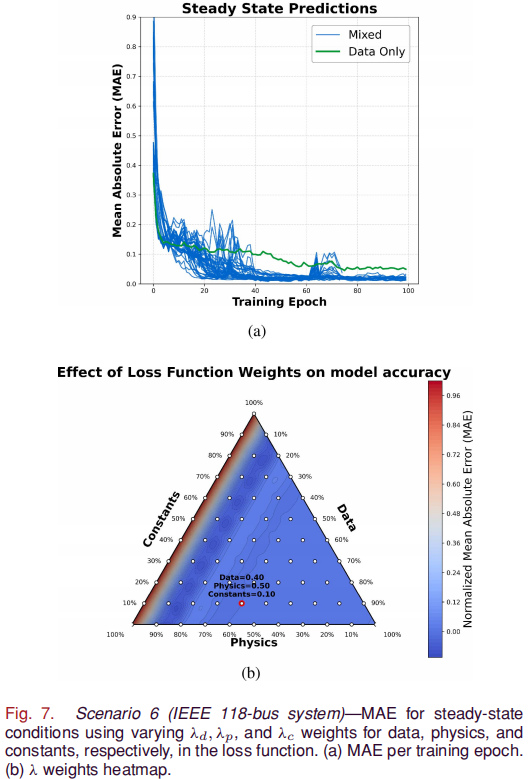 Steady State Predictions
Mean Absolute Error (MAE)
0.9
0.8
0.7
0.6
0.5
0.4
0.3
0.2
0.1
0.0
Mixed
Data Only
0 20 40 60 80 100
Training Epoch
(a)
Effect of Loss Function Weights on model accuracy
100%
90% 10%
80% 20%
70% 30%
60% 40%
50% 50%
40% 60%
30% 70%
20% 80%
10% 90%
Constants
Data
Data=0.40
Physics=0.50
Constants=0.10
100% 90% 80% 70% 60% 50% 40% 30% 20% 10% 100%
Physics
0.96
0.84
0.72
0.60
0.48
0.36
0.24
0.12
0.00
Normalized Mean Absolute Error (MAE)
(b)
Fig. 7. Scenario 6 (IEEE 118-bus system)—MAE for steady-state
conditions using varying λd, λp, and λc weights for data, physics, and
constants, respectively, in the loss function. (a) MAE per training epoch.
(b) λ weights heatmap.